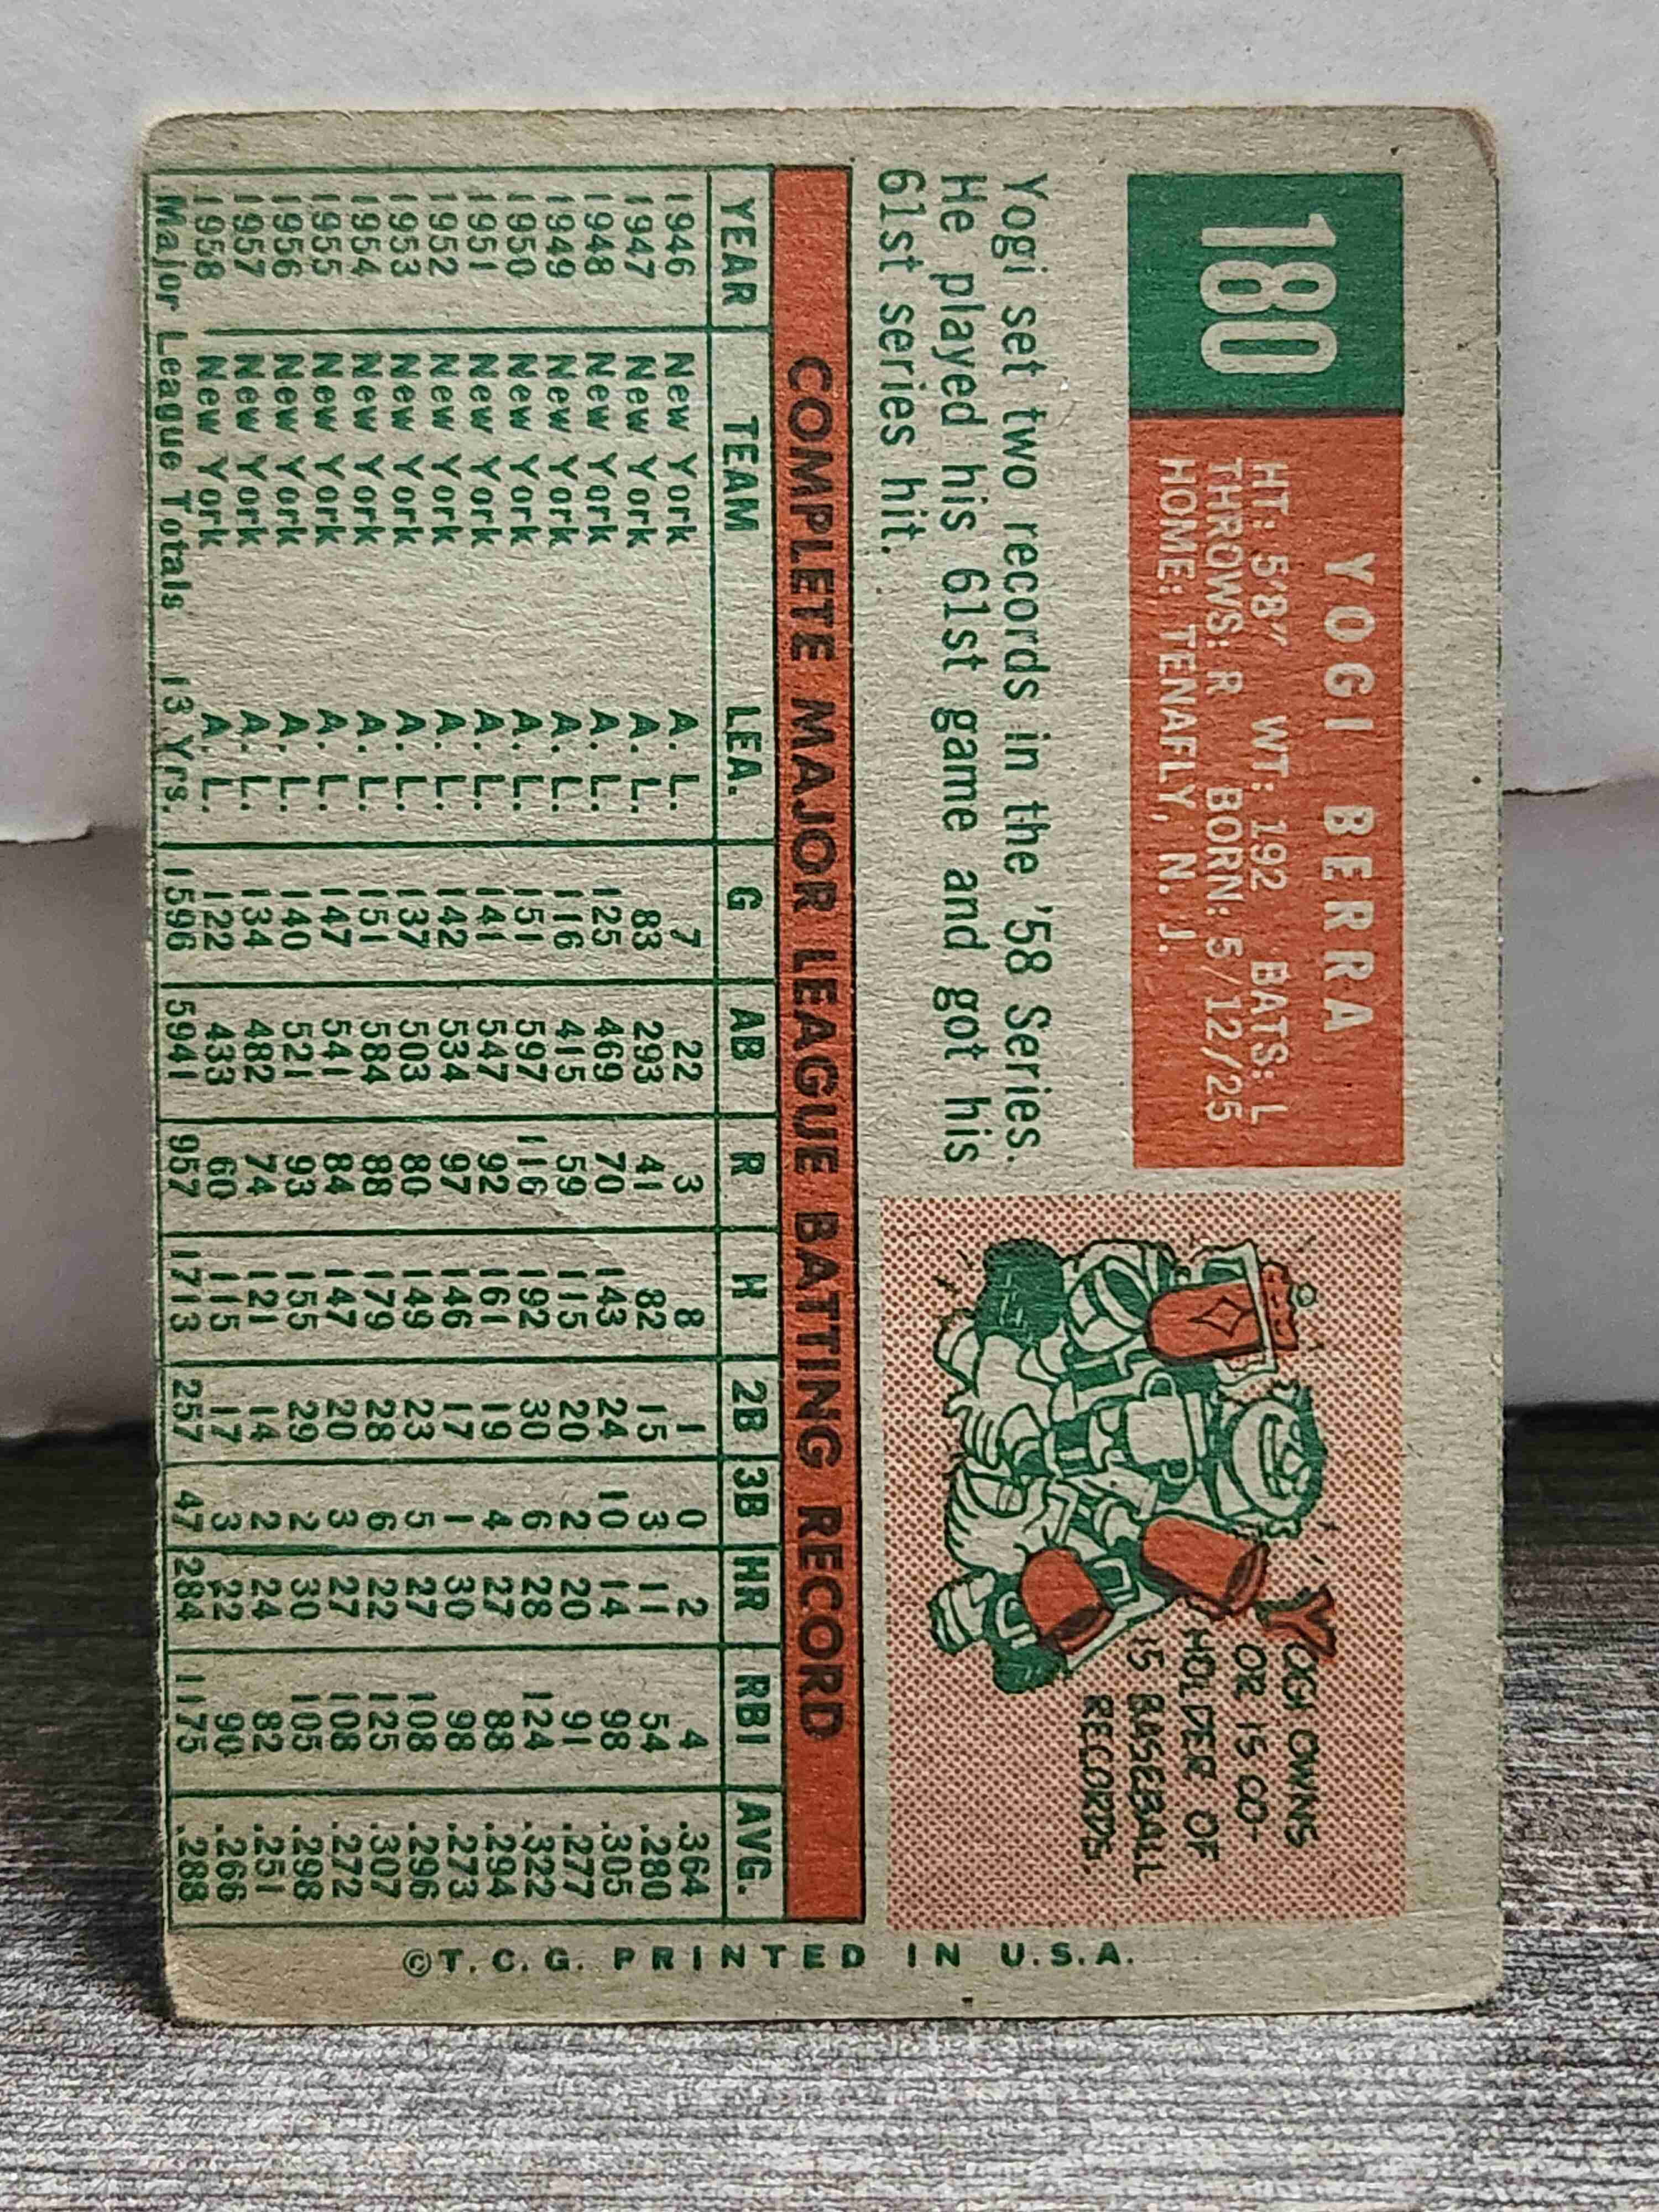 180
YOGI BERRA
HT: 5'8" WT: 192 BATS: L
THROWS: R BORN: 5/12/25
HOME: TENAFLY, N. J.
Yogi set two records in the '58 Series.
He played his 61st game and got his
61st series hit.
YOGI OWNS
OR IS CO-
HOLDER OF
15 BASEBALL
RECORDS.
COMPLETE MAJOR LEAGUE BATTING RECORD
YEAR TEAM LEA. G AB R H 2B 3B HR RBI AVG.
1946 New York A. L. 7 22 3 8 1 0 2 4 .364
1947 New York A. L. 83 293 41 82 15 3 11 54 .280
1948 New York A. L. 125 469 70 143 24 10 14 98 .305
1949 New York A. L. 116 415 59 115 20 2 20 91 .277
1950 New York A. L. 151 597 116 192 30 6 28 124 .322
1951 New York A. L. 141 547 92 161 19 4 27 88 .294
1952 New York A. L. 142 534 97 146 17 1 30 98 .273
1953 New York A. L. 137 503 80 149 23 5 27 108 .296
1954 New York A. L. 151 584 88 179 28 6 22 125 .307
1955 New York A. L. 147 541 84 147 20 3 27 108 .272
1956 New York A. L. 140 521 93 155 29 2 30 105 .298
1957 New York A. L. 134 482 74 121 14 2 24 82 .251
1958 New York A. L. 122 433 60 115 17 3 22 90 .266
Major League Totals 13 Yrs. 1596 5941 957 1713 257 47 284 1175 .288
©T. C. G. PRINTED IN U.S.A.